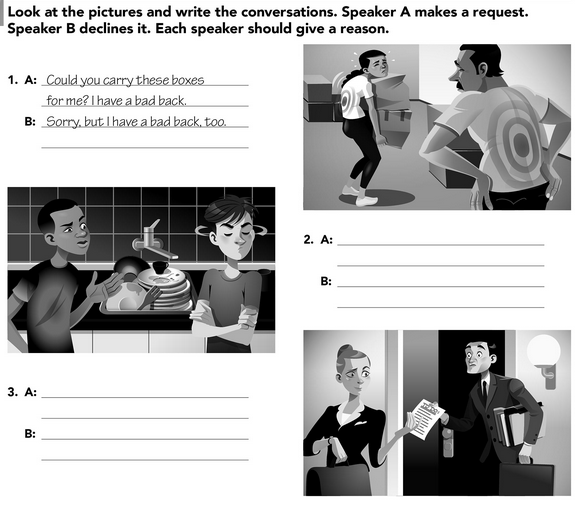 Look at the pictures and write the conversations. Speaker A makes a request.
Speaker B declines it. Each speaker should give a reason.
1. A: Could you carry these boxes
for me? I have a bad back.
B: Sorry, but I have a bad back, too.
2. A:
B:
3. A:
B: